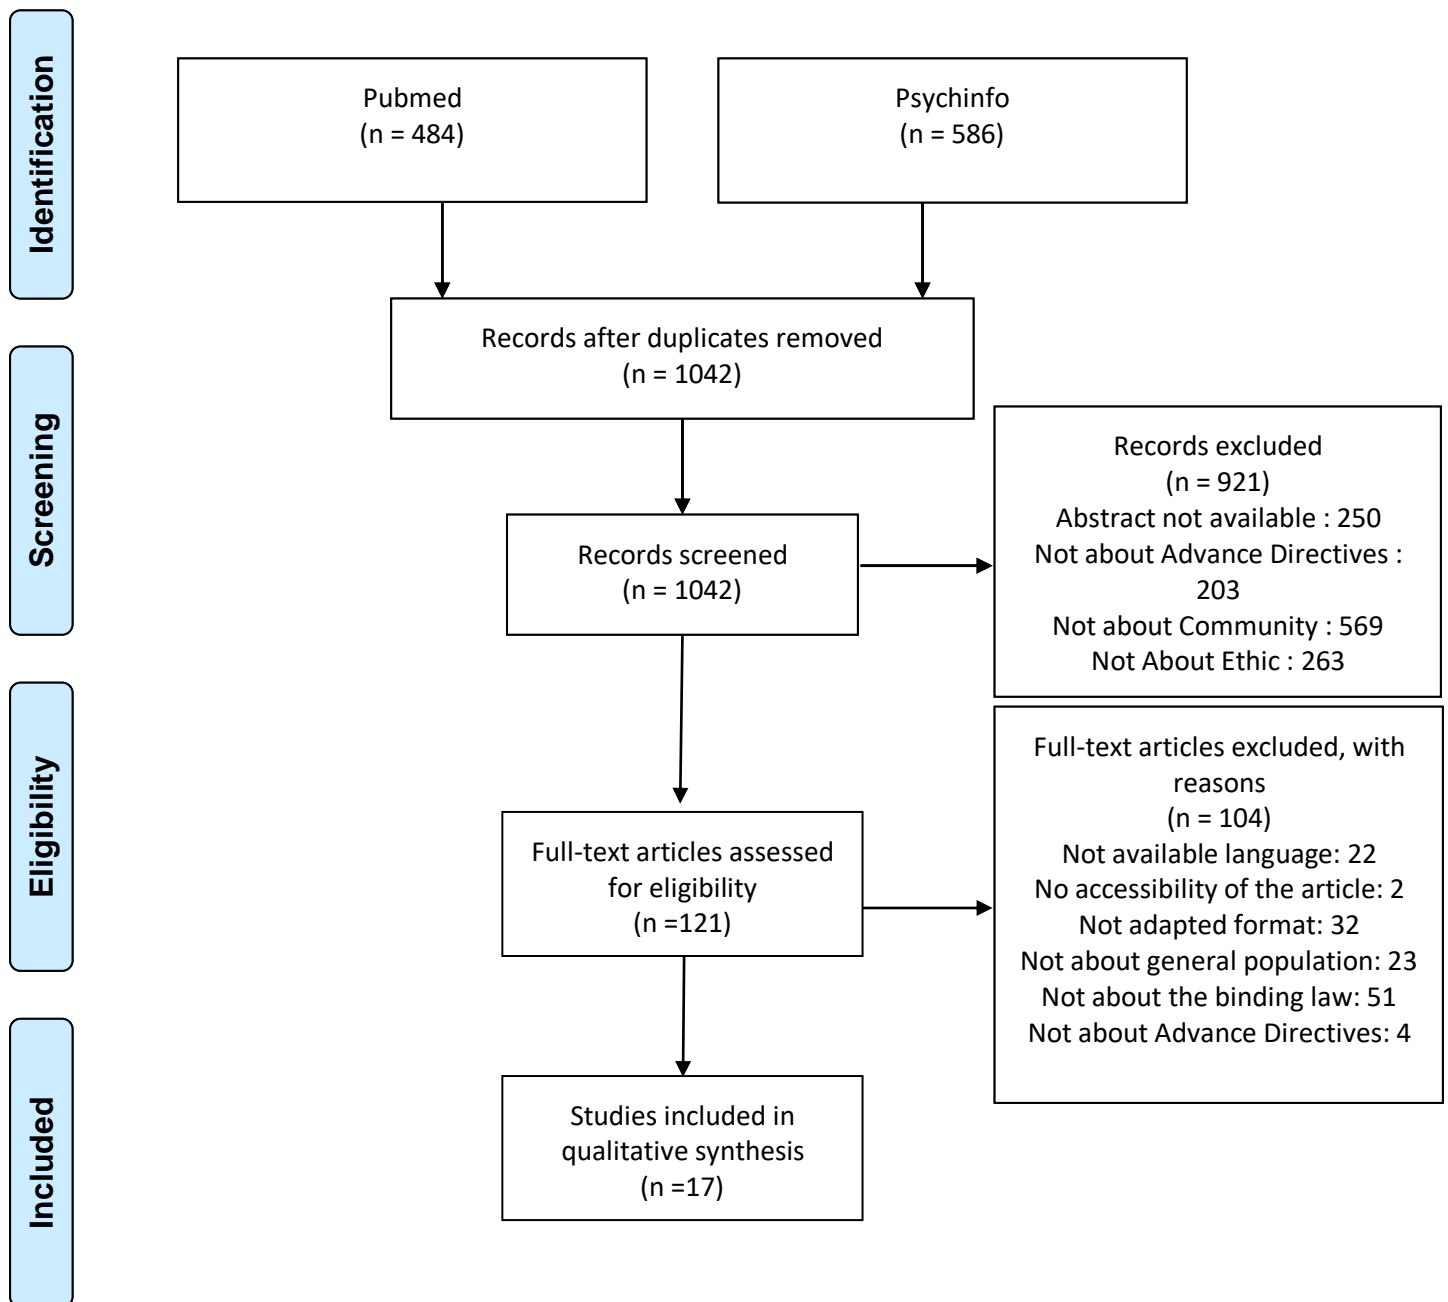 Identification
Pubmed
(n = 484)
Psychinfo
(n = 586)
Records after duplicates removed
(n = 1042)
Screening
Records screened
(n = 1042)
Records excluded
(n = 921)
Abstract not available : 250
Not about Advance Directives :
203
Not about Community : 569
Not About Ethic : 263
Eligibility
Full-text articles assessed
for eligibility
(n =121)
Full-text articles excluded, with
reasons
(n = 104)
Not available language: 22
No accessibility of the article: 2
Not adapted format: 32
Not about general population: 23
Not about the binding law: 51
Not about Advance Directives: 4
Included
Studies included in
qualitative synthesis
(n =17)